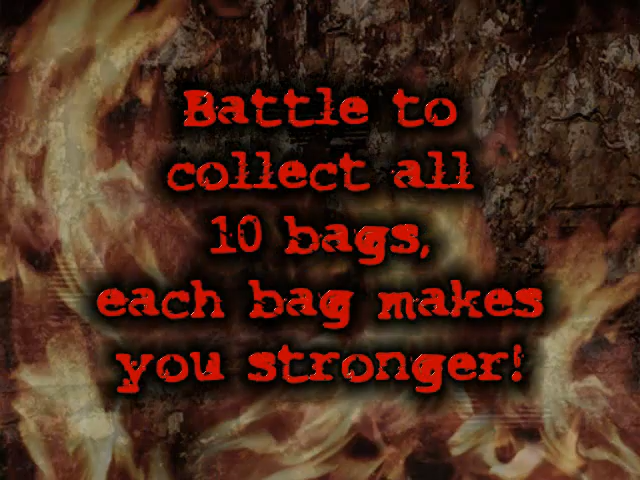 Battle to
collect all
10 bags,
each bag makes
you stronger!